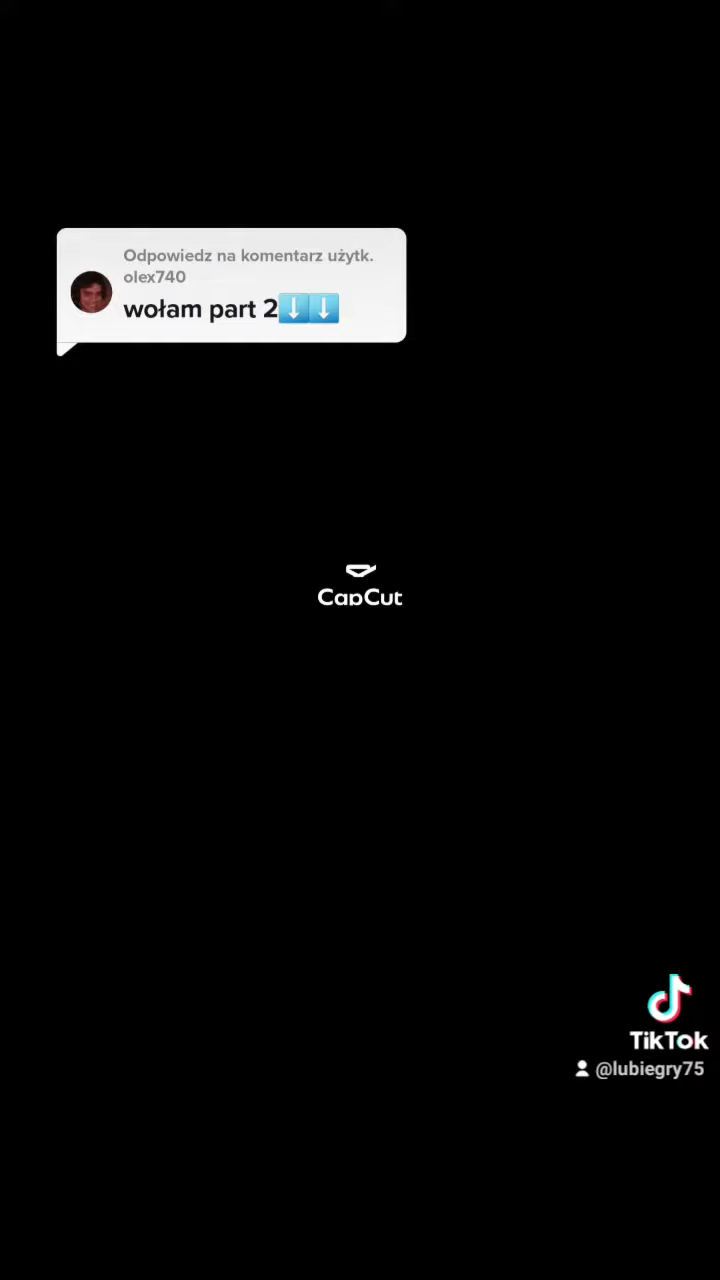 Odpowiedz na komentarz użytk.
olex740
wołam part 2⬇️⬇️
CapCut
TikTok
@lubiegry75